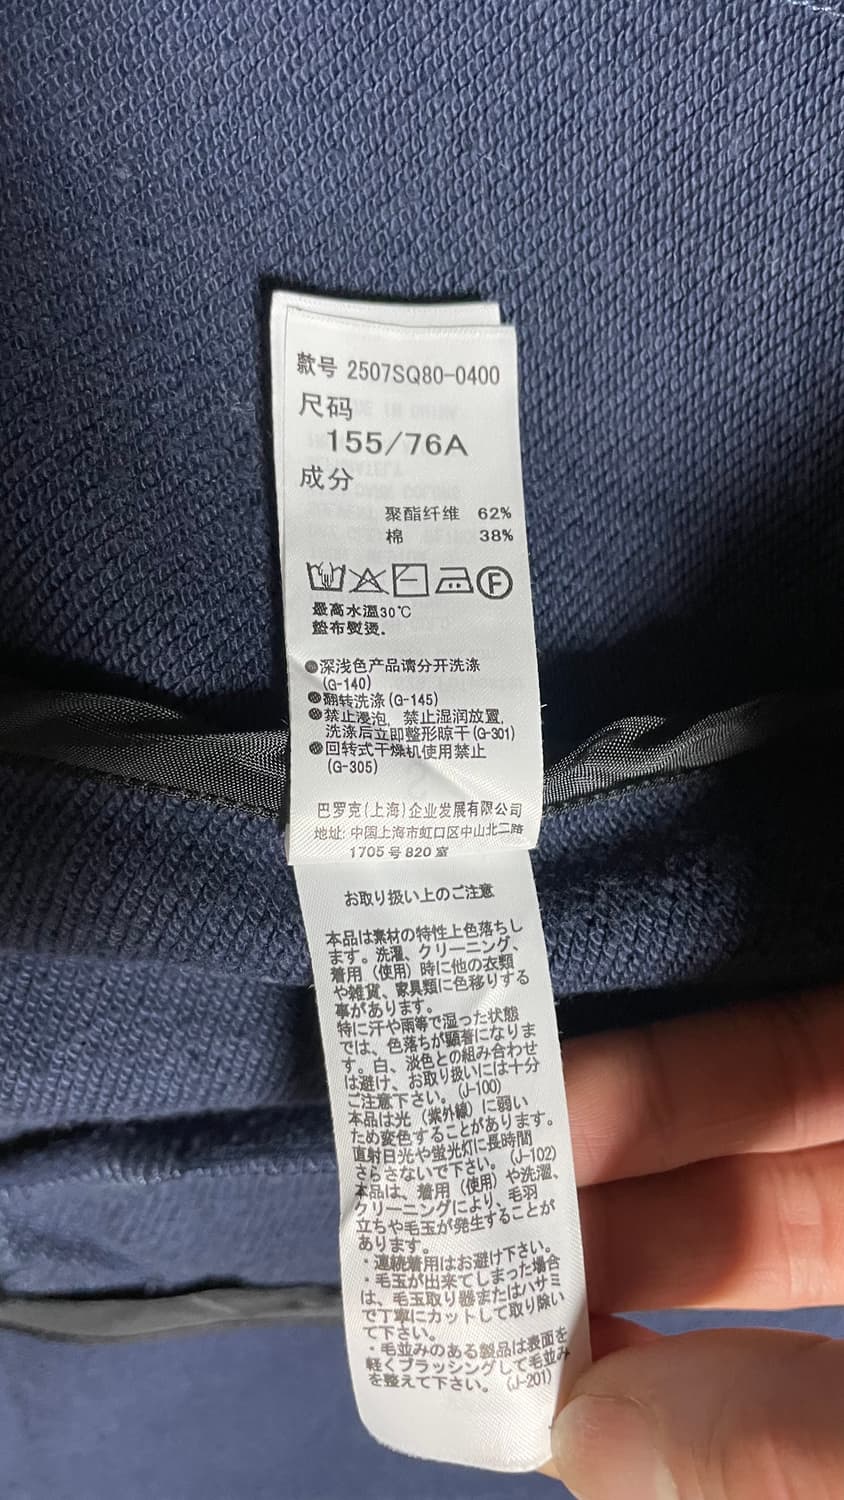 款号 2507SQ80-0400
尺码
155/76A
成分
聚酯纤维 62%
棉 38%
F
最高水温30℃
垫布熨烫.
●深浅色产品请分开洗涤
(G-140)
●翻转洗涤(G-145)
●禁止浸泡, 禁止湿润放置,
洗涤后立即整形晾干(G-301)
●回转式干燥机使用禁止
(G-305)
巴罗克(上海)企业发展有限公司
地址: 中国上海市虹口区中山北二路
1705号820室
お取り扱い上のご注意
本品は素材の特性上色落ちし
ます。洗濯、クリーニング、
着用（使用）時に他の衣類
や雑貨、家具類に色移りする
事があります。
特に汗や雨等で湿った状態
では、色落ちが顕著になりま
す。白、淡色との組み合わせ
は避け、お取り扱いには十分
ご注意下さい。(J-100)
本品は光（紫外線）に弱い
ため変色することがあります。
直射日光や蛍光灯に長時間
さらさないで下さい。(J-102)
本品は、着用（使用）や洗濯、
クリーニングにより、毛羽
立ちや毛玉が発生することが
あります。
・連続着用はお避け下さい。
・毛玉が出来てしまった場合
は、毛玉取り器またはハサミ
で丁寧にカットして取り除い
て下さい。
・毛並みのある製品は表面を
軽くブラッシングして毛並み
を整えて下さい。(J-201)